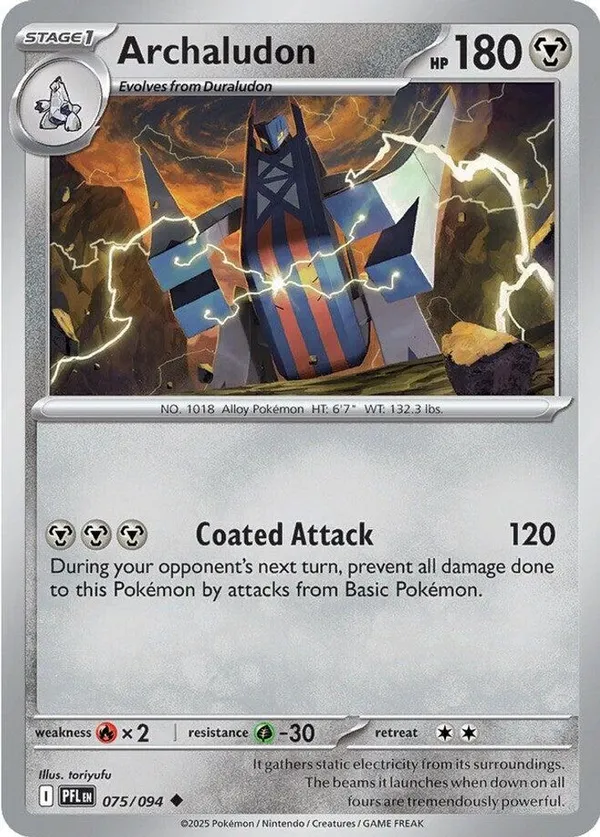 STAGE 1
Archaludon
HP 180
Evolves from Duraludon
NO. 1018 Alloy Pokémon HT: 6'7" WT: 132.3 lbs.
Coated Attack 120
During your opponent's next turn, prevent all damage done
to this Pokémon by attacks from Basic Pokémon.
weakness ×2 resistance -30 retreat
It gathers static electricity from its surroundings.
The beams it launches when down on all
fours are tremendously powerful.
Illus. toriyufu
I PFL EN 075/094
©2025 Pokémon / Nintendo / Creatures / GAME FREAK